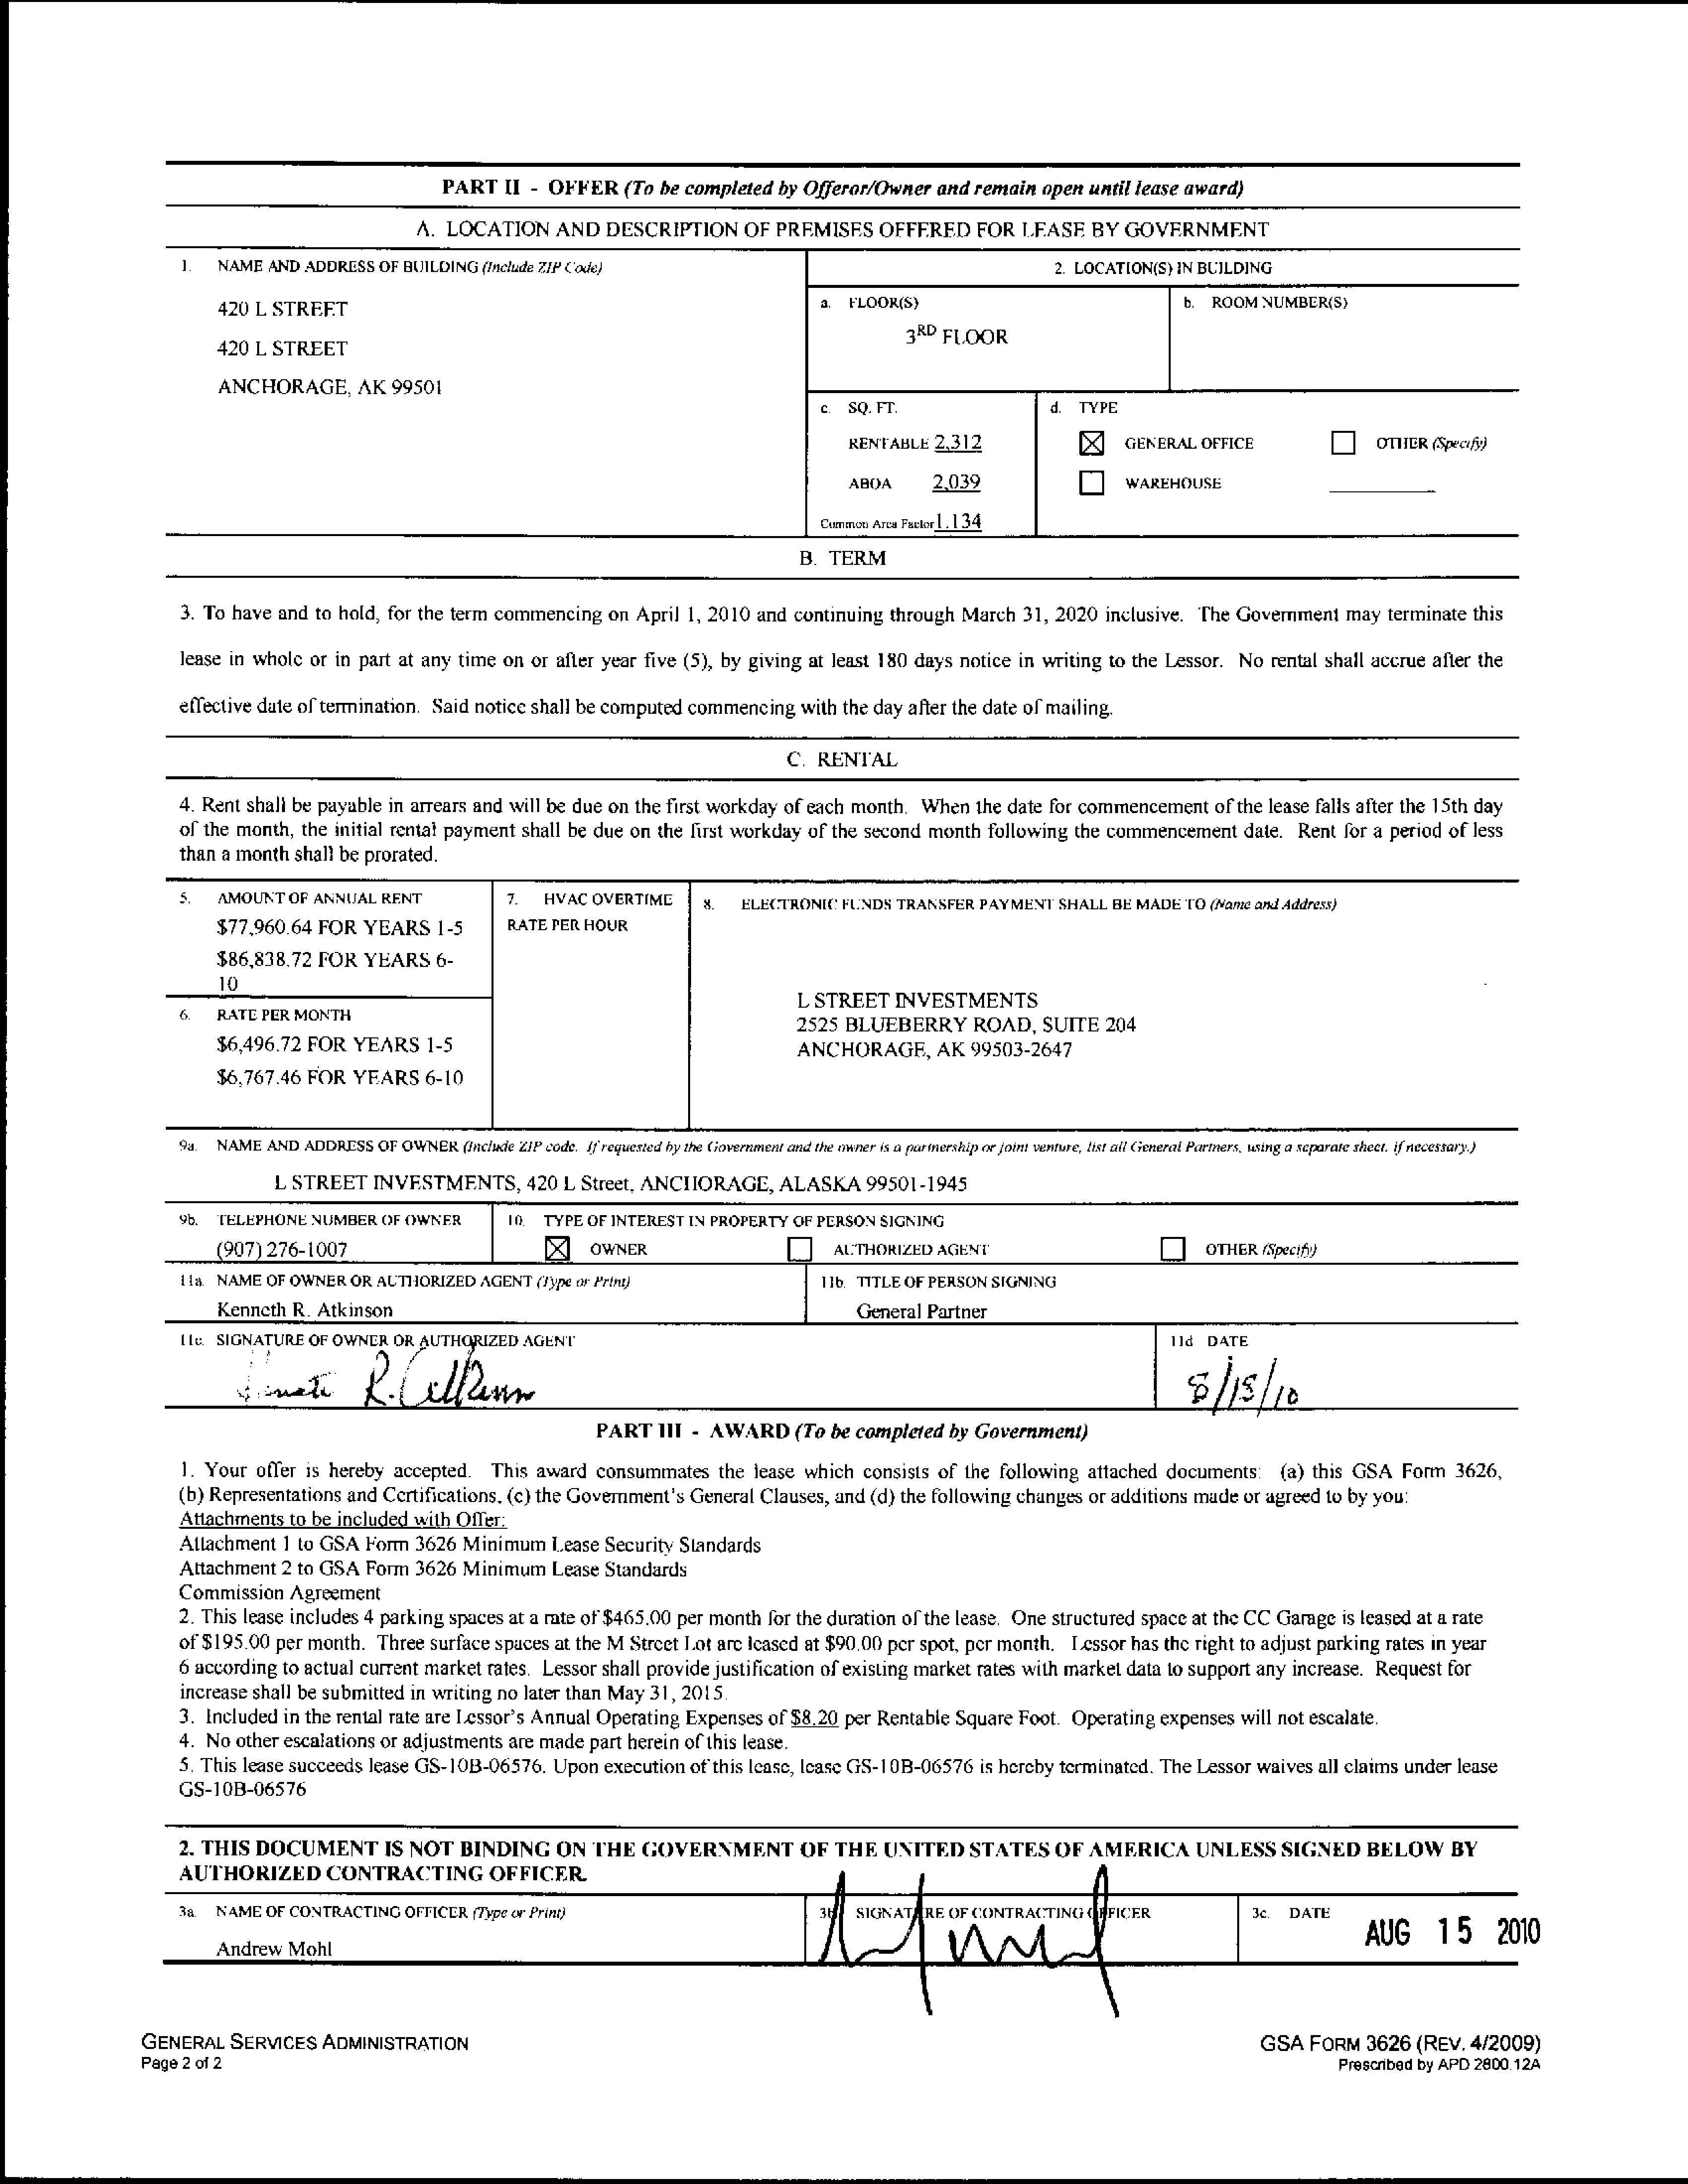 PART II - OFFER (To be completed by Offeror/Owner and remain open until lease award)
A. LOCATION AND DESCRIPTION OF PREMISES OFFERED FOR LEASE BY GOVERNMENT
1. NAME AND ADDRESS OF BUILDING (Include ZIP Code)
420 L STREET
420 L STREET
ANCHORAGE, AK 99501
2. LOCATION(S) IN BUILDING
a. FLOOR(S)
3RD FLOOR
b. ROOM NUMBER(S)
c. SQ. FT.
RENTABLE 2,312
ABOA 2,039
Common Area Factor 1.134
d. TYPE
☒ GENERAL OFFICE ☐ OTHER (Specify)
☐ WAREHOUSE
B. TERM
3. To have and to hold, for the term commencing on April 1, 2010 and continuing through March 31, 2020 inclusive. The Government may terminate this
lease in whole or in part at any time on or after year five (5), by giving at least 180 days notice in writing to the Lessor. No rental shall accrue after the
effective date of termination. Said notice shall be computed commencing with the day after the date of mailing.
C. RENTAL
4. Rent shall be payable in arrears and will be due on the first workday of each month. When the date for commencement of the lease falls after the 15th day
of the month, the initial rental payment shall be due on the first workday of the second month following the commencement date. Rent for a period of less
than a month shall be prorated.
5. AMOUNT OF ANNUAL RENT
$77,960.64 FOR YEARS 1-5
$86,838.72 FOR YEARS 6-
10
6. RATE PER MONTH
$6,496.72 FOR YEARS 1-5
$6,767.46 FOR YEARS 6-10
7. HVAC OVERTIME
RATE PER HOUR
8. ELECTRONIC FUNDS TRANSFER PAYMENT SHALL BE MADE TO (Name and Address)
L STREET INVESTMENTS
2525 BLUEBERRY ROAD, SUITE 204
ANCHORAGE, AK 99503-2647
9a. NAME AND ADDRESS OF OWNER (Include ZIP code. If requested by the Government and the owner is a partnership or joint venture, list all General Partners, using a separate sheet, if necessary.)
L STREET INVESTMENTS, 420 L Street, ANCHORAGE, ALASKA 99501-1945
9b. TELEPHONE NUMBER OF OWNER
(907) 276-1007
10. TYPE OF INTEREST IN PROPERTY OF PERSON SIGNING
☒ OWNER ☐ AUTHORIZED AGENT ☐ OTHER (Specify)
11a. NAME OF OWNER OR AUTHORIZED AGENT (Type or Print)
Kenneth R. Atkinson
11b. TITLE OF PERSON SIGNING
General Partner
11c. SIGNATURE OF OWNER OR AUTHORIZED AGENT
11d DATE
8/15/10
PART III - AWARD (To be completed by Government)
1. Your offer is hereby accepted. This award consummates the lease which consists of the following attached documents: (a) this GSA Form 3626,
(b) Representations and Certifications, (c) the Government's General Clauses, and (d) the following changes or additions made or agreed to by you:
Attachments to be included with Offer:
Attachment 1 to GSA Form 3626 Minimum Lease Security Standards
Attachment 2 to GSA Form 3626 Minimum Lease Standards
Commission Agreement
2. This lease includes 4 parking spaces at a rate of $465.00 per month for the duration of the lease. One structured space at the CC Garage is leased at a rate
of $195.00 per month. Three surface spaces at the M Street Lot are leased at $90.00 per spot, per month. Lessor has the right to adjust parking rates in year
6 according to actual current market rates. Lessor shall provide justification of existing market rates with market data to support any increase. Request for
increase shall be submitted in writing no later than May 31, 2015.
3. Included in the rental rate are Lessor's Annual Operating Expenses of $8.20 per Rentable Square Foot. Operating expenses will not escalate.
4. No other escalations or adjustments are made part herein of this lease.
5. This lease succeeds lease GS-10B-06576. Upon execution of this lease, lease GS-10B-06576 is hereby terminated. The Lessor waives all claims under lease
GS-10B-06576
2. THIS DOCUMENT IS NOT BINDING ON THE GOVERNMENT OF THE UNITED STATES OF AMERICA UNLESS SIGNED BELOW BY
AUTHORIZED CONTRACTING OFFICER.
3a. NAME OF CONTRACTING OFFICER (Type or Print)
Andrew Mohl
3b. SIGNATURE OF CONTRACTING OFFICER
3c. DATE
AUG 15 2010
GENERAL SERVICES ADMINISTRATION
Page 2 of 2
GSA FORM 3626 (REV. 4/2009)
Prescribed by APD 2800.12A